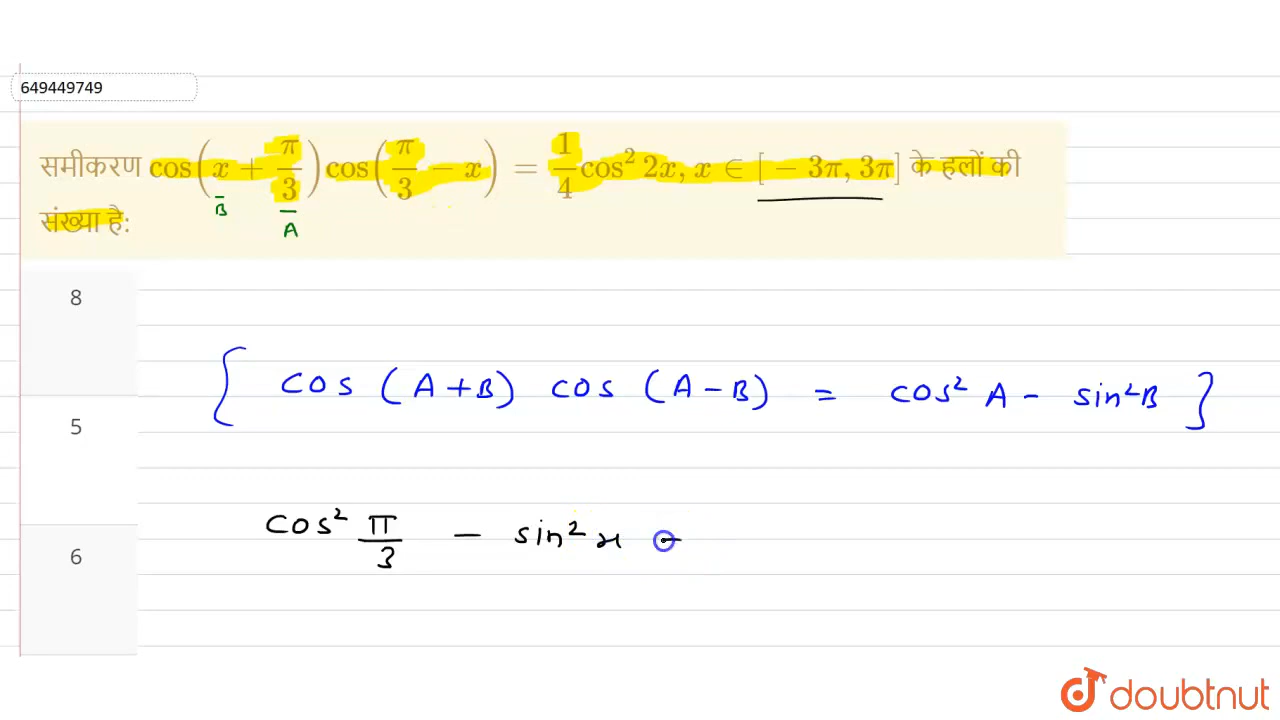 649449749
समीकरण cos(x + π/3)cos(π/3 − x) = 1/4 cos² 2x, x ∈ [−3π, 3π] के हलों की
संख्या है:
B
A
8
{ cos (A+B) cos (A-B) = cos² A - sin²B }
5
cos² π/3 - sin² x =
6
doubtnut